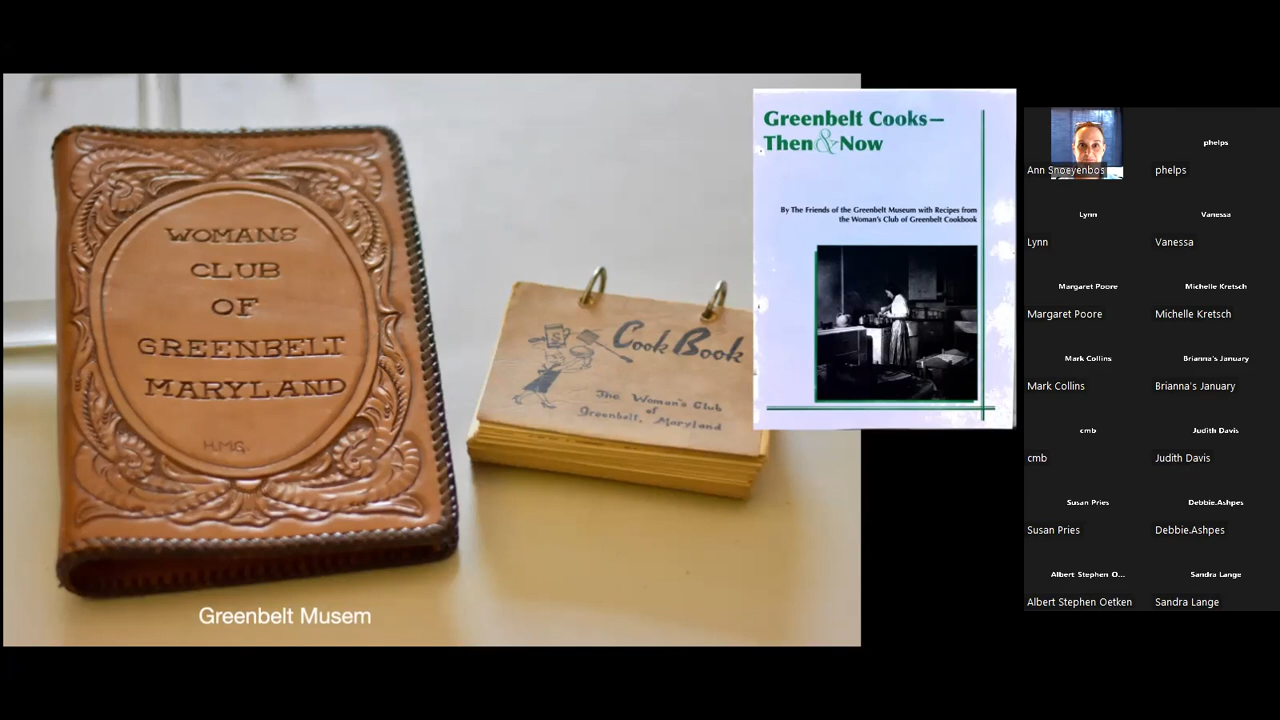 WOMANS
CLUB
OF
GREENBELT
MARYLAND
H.M.G.
Cook Book
The Woman's Club
of
Greenbelt, Maryland
Greenbelt Musem
Greenbelt Cooks—
Then & Now
By The Friends of the Greenbelt Museum with Recipes from
the Woman's Club of Greenbelt Cookbook
Ann Snoeyenbos
phelps
phelps
Lynn
Lynn
Vanessa
Vanessa
Margaret Poore
Margaret Poore
Michelle Kretsch
Michelle Kretsch
Mark Collins
Mark Collins
Brianna's January
Brianna's January
cmb
cmb
Judith Davis
Judith Davis
Susan Pries
Susan Pries
Debbie.Ashpes
Debbie.Ashpes
Albert Stephen O...
Albert Stephen Oetken
Sandra Lange
Sandra Lange